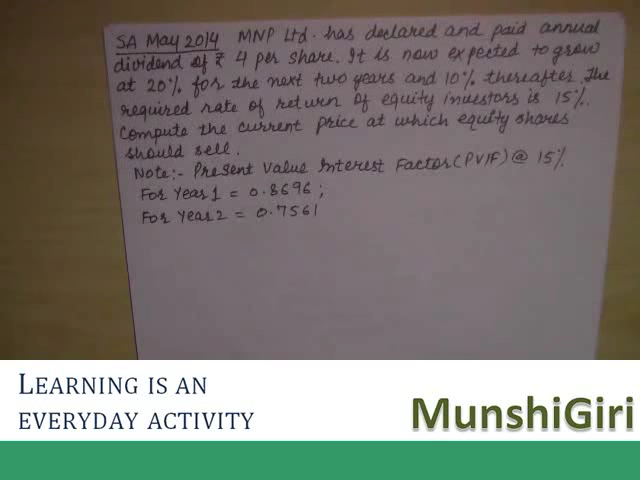 SA May 2014 MNP Ltd. has declared and paid annual
dividend of ₹ 4 per share. It is now expected to grow
at 20% for the next two years and 10% thereafter. The
required rate of return of equity investors is 15%.
Compute the current price at which equity shares
should sell.
Note:- Present Value Interest Factor (PVIF) @ 15%
For Year 1 = 0.8696 ;
For Year 2 = 0.7561
LEARNING IS AN
EVERYDAY ACTIVITY
MunshiGiri